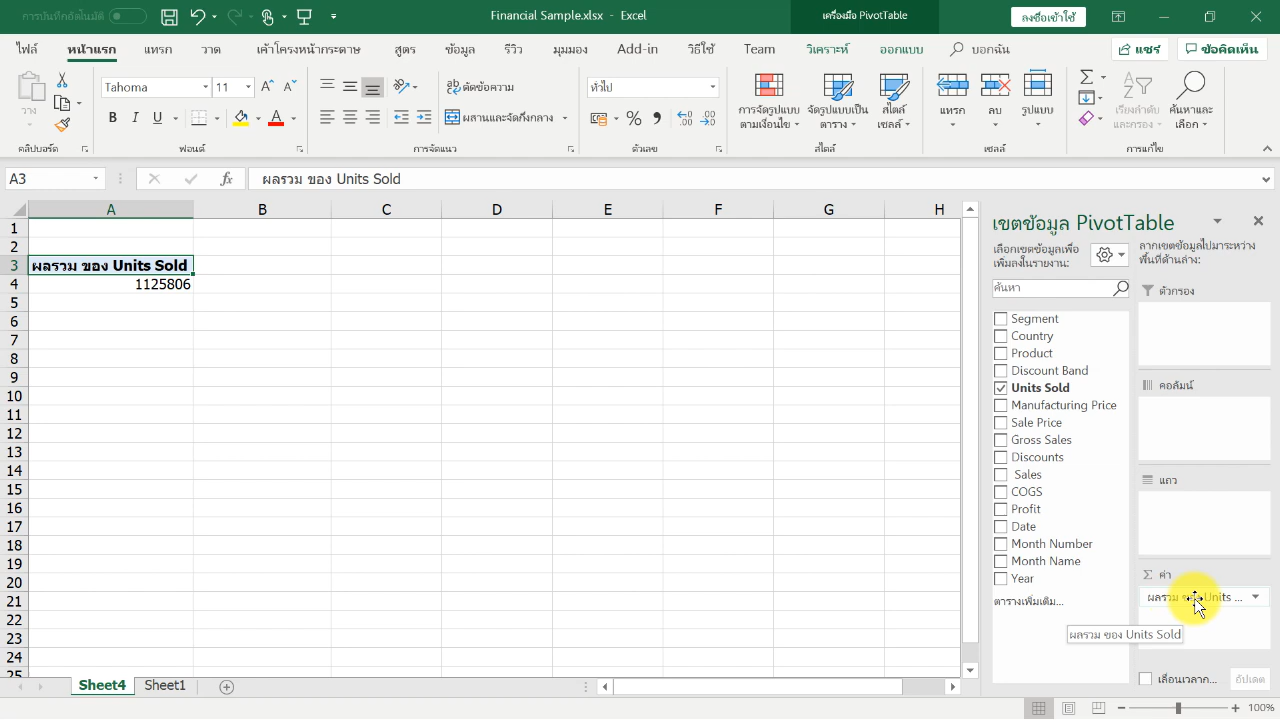 การบันทึกอัตโนมัติ
Financial Sample.xlsx - Excel
เครื่องมือ PivotTable
ลงชื่อเข้าใช้
ไฟล์ หน้าแรก แทรก วาด เค้าโครงหน้ากระดาษ สูตร ข้อมูล รีวิว มุมมอง Add-in วิธีใช้ Team วิเคราะห์ ออกแบบ บอกฉัน แชร์ ข้อคิดเห็น
วาง
Tahoma 11
B I U
ตัดข้อความ
ผสานและจัดกึ่งกลาง
ทั่วไป
การจัดรูปแบบ
ตามเงื่อนไข
จัดรูปแบบเป็น
ตาราง
สไตล์
เซลล์
แทรก ลบ รูปแบบ
เรียงลำดับ
และกรอง
ค้นหาและ
เลือก
คลิปบอร์ด ฟอนต์ การจัดแนว ตัวเลข สไตล์ เซลล์ การแก้ไข
A3 fx ผลรวม ของ Units Sold
A B C D E F G H
1
2
3 ผลรวม ของ Units Sold
4 1125806
5
6
7
8
9
10
11
12
13
14
15
16
17
18
19
20
21
22
23
24
25
เขตข้อมูล PivotTable
เลือกเขตข้อมูลเพื่อ
เพิ่มลงในรายงาน:
ค้นหา
Segment
Country
Product
Discount Band
Units Sold
Manufacturing Price
Sale Price
Gross Sales
Discounts
Sales
COGS
Profit
Date
Month Number
Month Name
Year
ตารางเพิ่มเติม...
ลากเขตข้อมูลไปมาระหว่าง
พื้นที่ด้านล่าง:
ตัวกรอง
คอลัมน์
แถว
Σ ค่า
ผลรวม ของ Units ...
ผลรวม ของ Units Sold
เลื่อนเวลาก... อัปเดต
Sheet4 Sheet1
100%